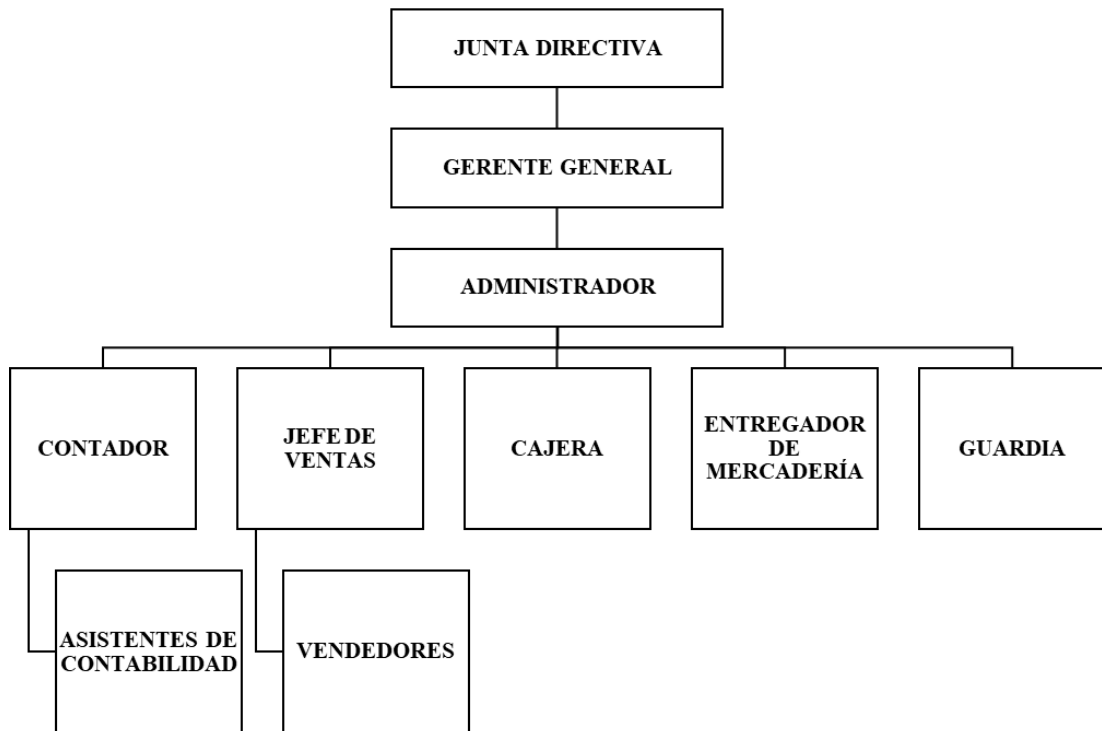 JUNTA DIRECTIVA
GERENTE GENERAL
ADMINISTRADOR
CONTADOR
JEFE DE
VENTAS
CAJERA
ENTREGADOR
DE
MERCADERÍA
GUARDIA
ASISTENTES DE
CONTABILIDAD
VENDEDORES